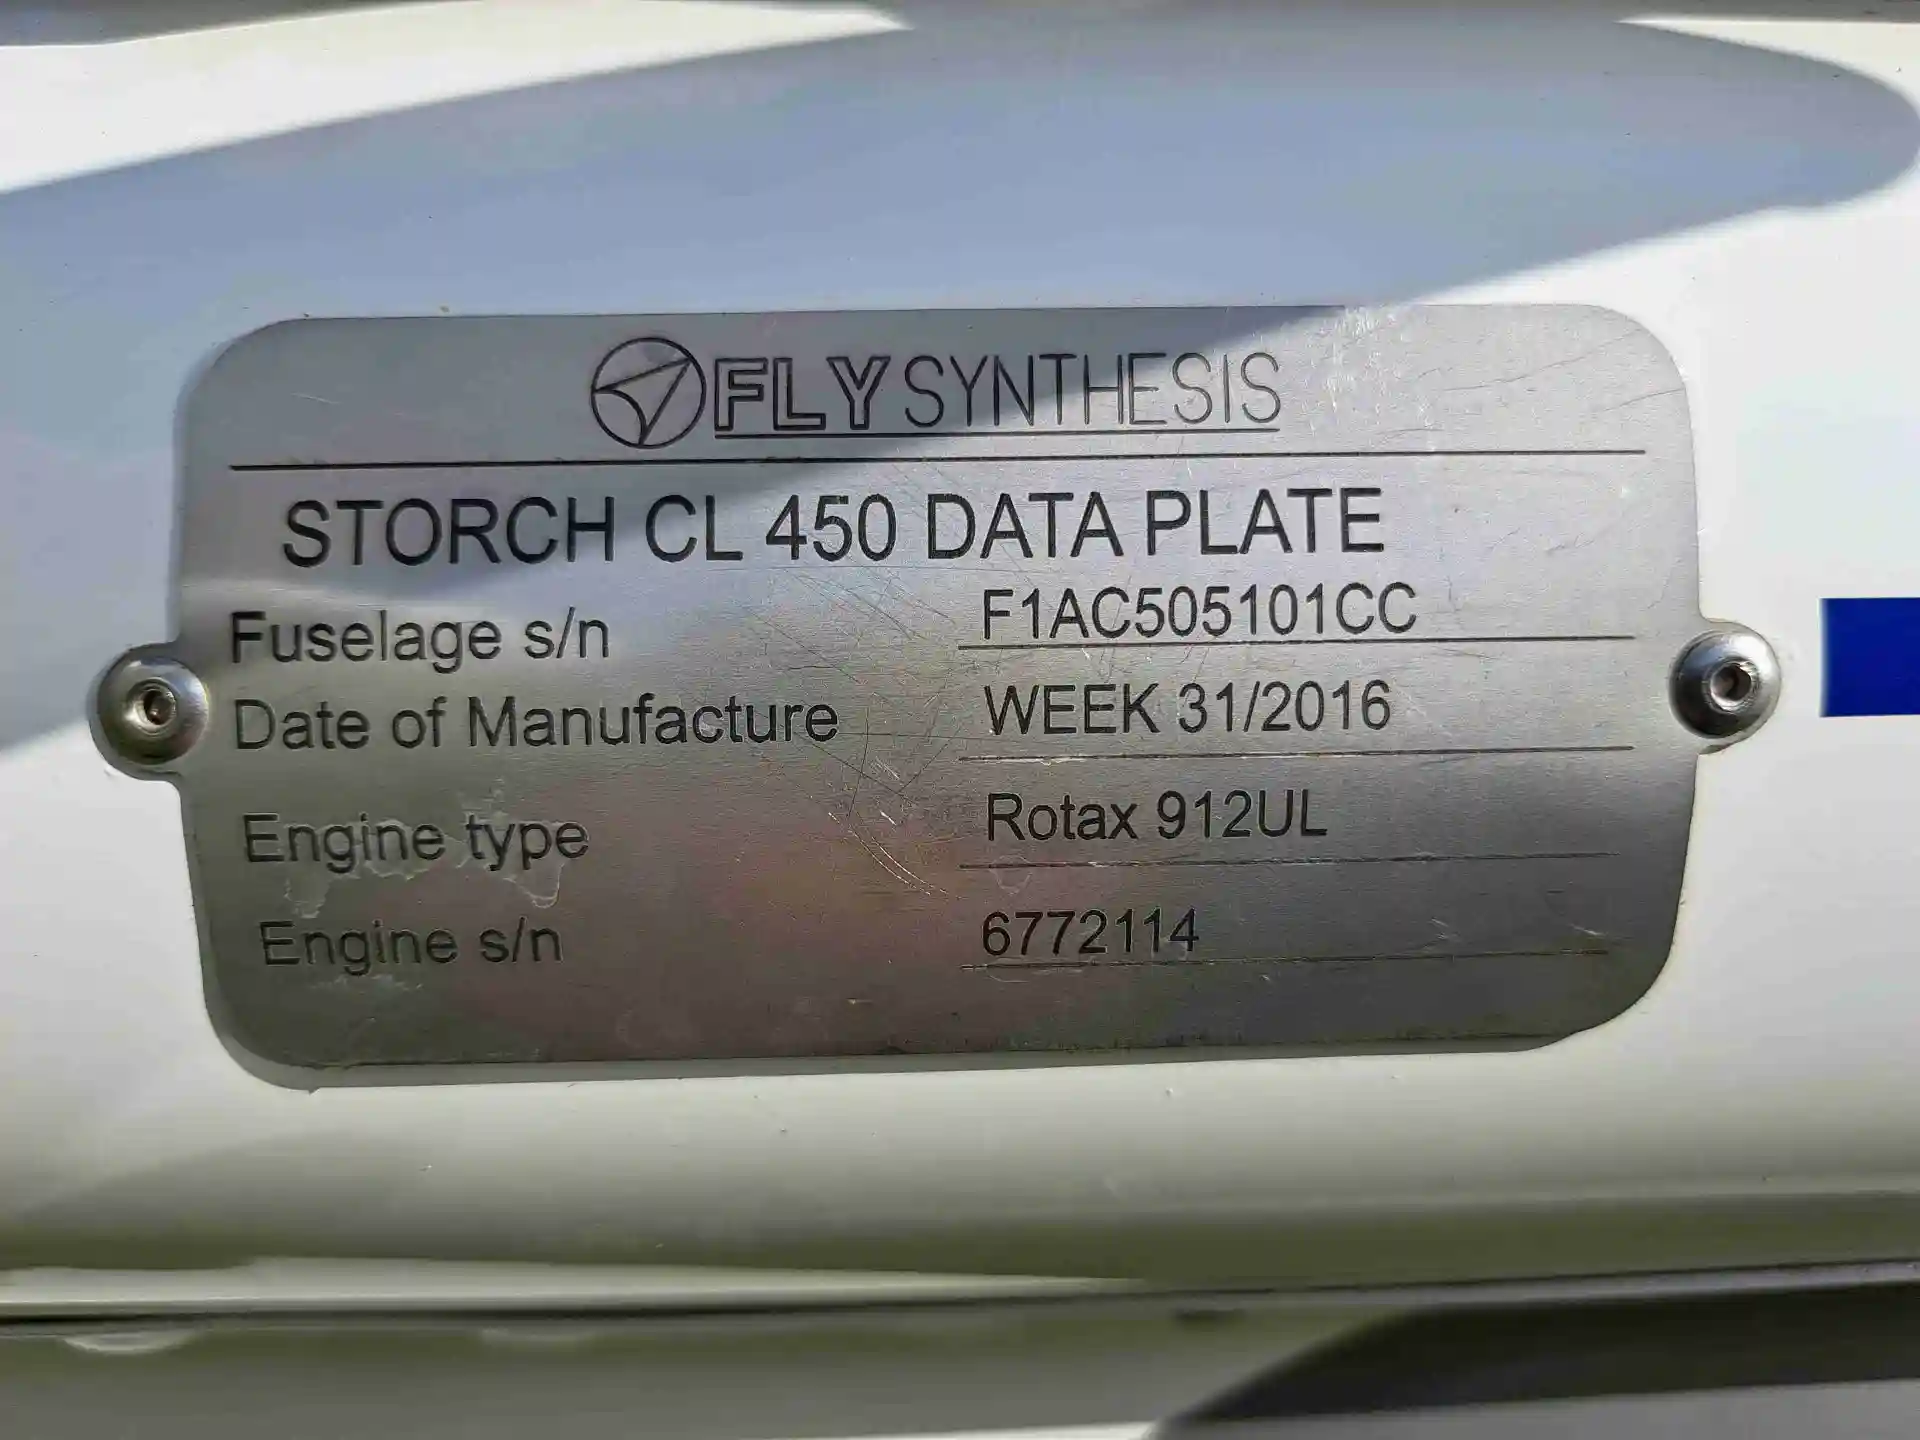 FLY SYNTHESIS
STORCH CL 450 DATA PLATE
Fuselage s/n F1AC505101CC
Date of Manufacture WEEK 31/2016
Engine type Rotax 912UL
Engine s/n 6772114